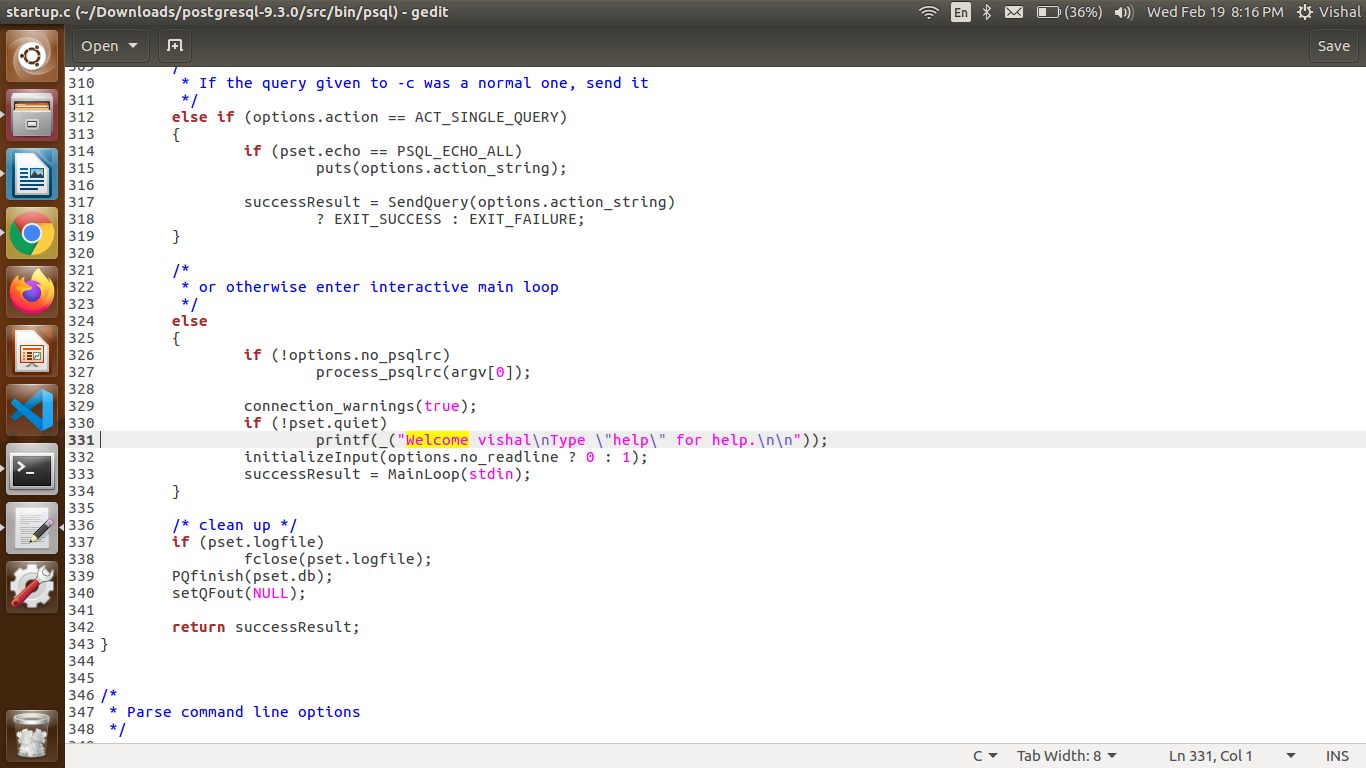 startup.c (~/Downloads/postgresql-9.3.0/src/bin/psql) - gedit En (36%) Wed Feb 19 8:16 PM Vishal
Open Save
309 /*
310 * If the query given to -c was a normal one, send it
311 */
312 else if (options.action == ACT_SINGLE_QUERY)
313 {
314 if (pset.echo == PSQL_ECHO_ALL)
315 puts(options.action_string);
316
317 successResult = SendQuery(options.action_string)
318 ? EXIT_SUCCESS : EXIT_FAILURE;
319 }
320
321 /*
322 * or otherwise enter interactive main loop
323 */
324 else
325 {
326 if (!options.no_psqlrc)
327 process_psqlrc(argv[0]);
328
329 connection_warnings(true);
330 if (!pset.quiet)
331 printf(_("Welcome vishal\nType \"help\" for help.\n\n"));
332 initializeInput(options.no_readline ? 0 : 1);
333 successResult = MainLoop(stdin);
334 }
335
336 /* clean up */
337 if (pset.logfile)
338 fclose(pset.logfile);
339 PQfinish(pset.db);
340 setQFout(NULL);
341
342 return successResult;
343 }
344
345
346 /*
347 * Parse command line options
348 */
349
C Tab Width: 8 Ln 331, Col 1 INS